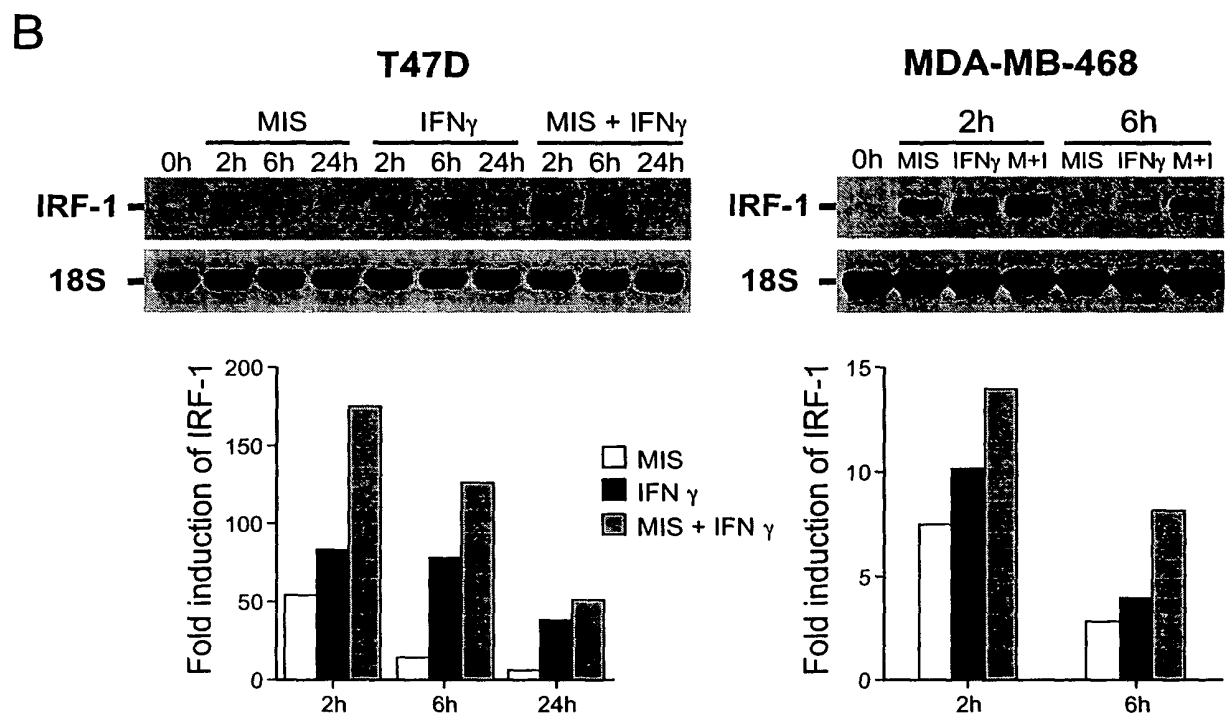 B
T47D
MIS IFNγ MIS + IFNγ
0h 2h 6h 24h 2h 6h 24h 2h 6h 24h
IRF-1
18S
MDA-MB-468
2h 6h
0h MIS IFNγ M+I MIS IFNγ M+I
IRF-1
18S
Fold induction of IRF-1
200
150
100
50
0
2h 6h 24h
MIS
IFN γ
MIS + IFN γ
Fold induction of IRF-1
15
10
5
0
2h 6h